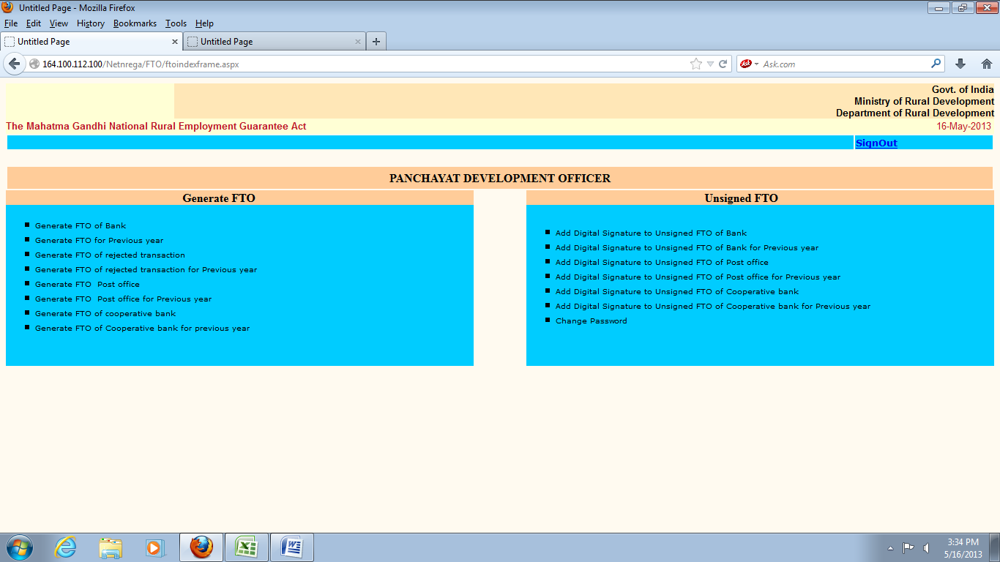 Untitled Page - Mozilla Firefox
File Edit View History Bookmarks Tools Help
Untitled Page
Untitled Page
164.100.112.100/Netnrega/FTO/ftoindexframe.aspx
Ask
Ask.com
Govt. of India
Ministry of Rural Development
Department of Rural Development
The Mahatma Gandhi National Rural Employment Guarantee Act
16-May-2013
SignOut
PANCHAYAT DEVELOPMENT OFFICER
Generate FTO
Generate FTO of Bank
Generate FTO for Previous year
Generate FTO of rejected transaction
Generate FTO of rejected transaction for Previous year
Generate FTO  Post office
Generate FTO  Post office for Previous year
Generate FTO of cooperative bank
Generate FTO of Cooperative bank for previous year
Unsigned FTO
Add Digital Signature to Unsigned FTO of Bank
Add Digital Signature to Unsigned FTO of Bank for Previous year
Add Digital Signature to Unsigned FTO of Post office
Add Digital Signature to Unsigned FTO of Post office for Previous year
Add Digital Signature to Unsigned FTO of Cooperative bank
Add Digital Signature to Unsigned FTO of Cooperative bank for Previous year
Change Password
3:34 PM
5/16/2013